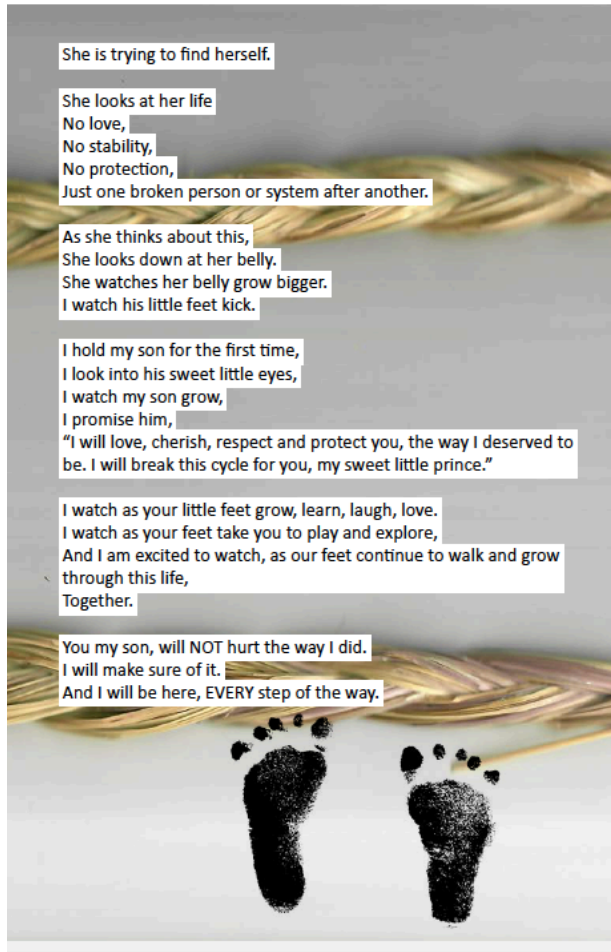 She is trying to find herself.
She looks at her life
No love,
No stability,
No protection,
Just one broken person or system after another.
As she thinks about this,
She looks down at her belly.
She watches her belly grow bigger.
I watch his little feet kick.
I hold my son for the first time,
I look into his sweet little eyes,
I watch my son grow,
I promise him,
“I will love, cherish, respect and protect you, the way I deserved to
be. I will break this cycle for you, my sweet little prince.”
I watch as your little feet grow, learn, laugh, love.
I watch as your feet take you to play and explore,
And I am excited to watch, as our feet continue to walk and grow
through this life,
Together.
You my son, will NOT hurt the way I did.
I will make sure of it.
And I will be here, EVERY step of the way.